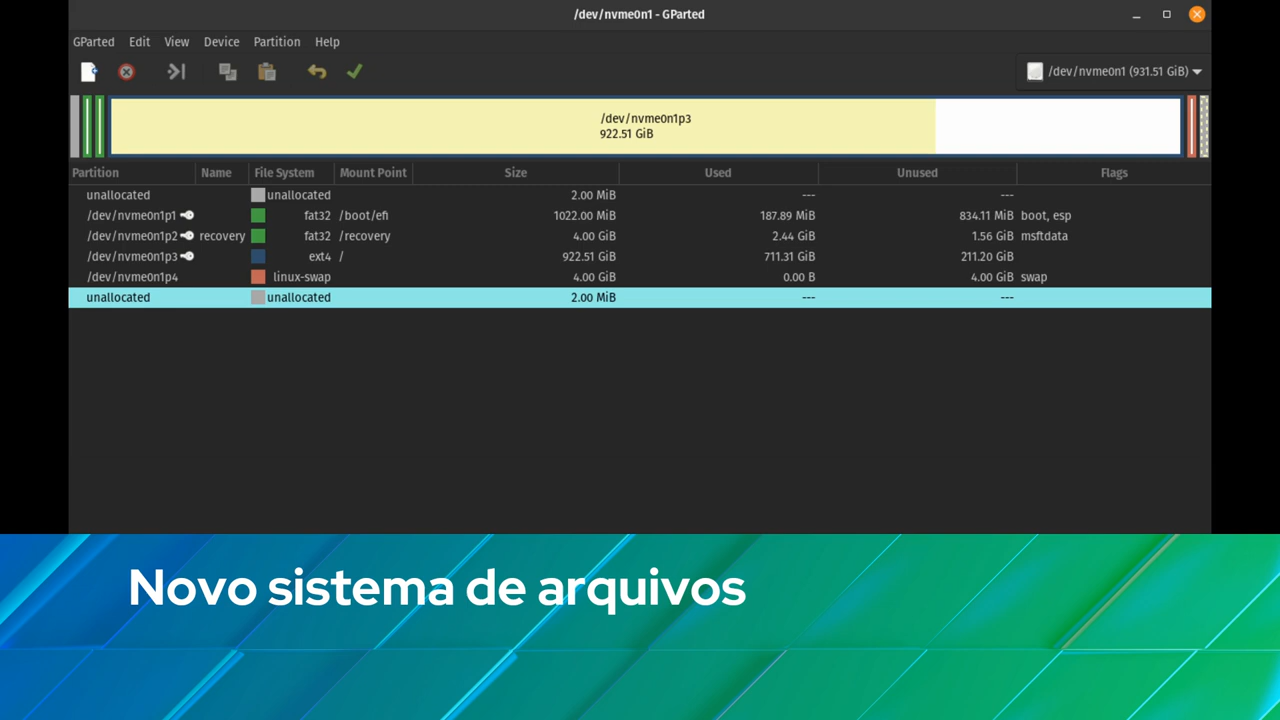 /dev/nvme0n1 - GParted
GParted Edit View Device Partition Help
/dev/nvme0n1 (931.51 GiB)
/dev/nvme0n1p3
922.51 GiB
Partition Name File System Mount Point Size Used Unused Flags
unallocated unallocated 2.00 MiB --- ---
/dev/nvme0n1p1 fat32 /boot/efi 1022.00 MiB 187.89 MiB 834.11 MiB boot, esp
/dev/nvme0n1p2 recovery fat32 /recovery 4.00 GiB 2.44 GiB 1.56 GiB msftdata
/dev/nvme0n1p3 ext4 / 922.51 GiB 711.31 GiB 211.20 GiB
/dev/nvme0n1p4 linux-swap 4.00 GiB 0.00 B 4.00 GiB swap
unallocated unallocated 2.00 MiB --- ---
Novo sistema de arquivos